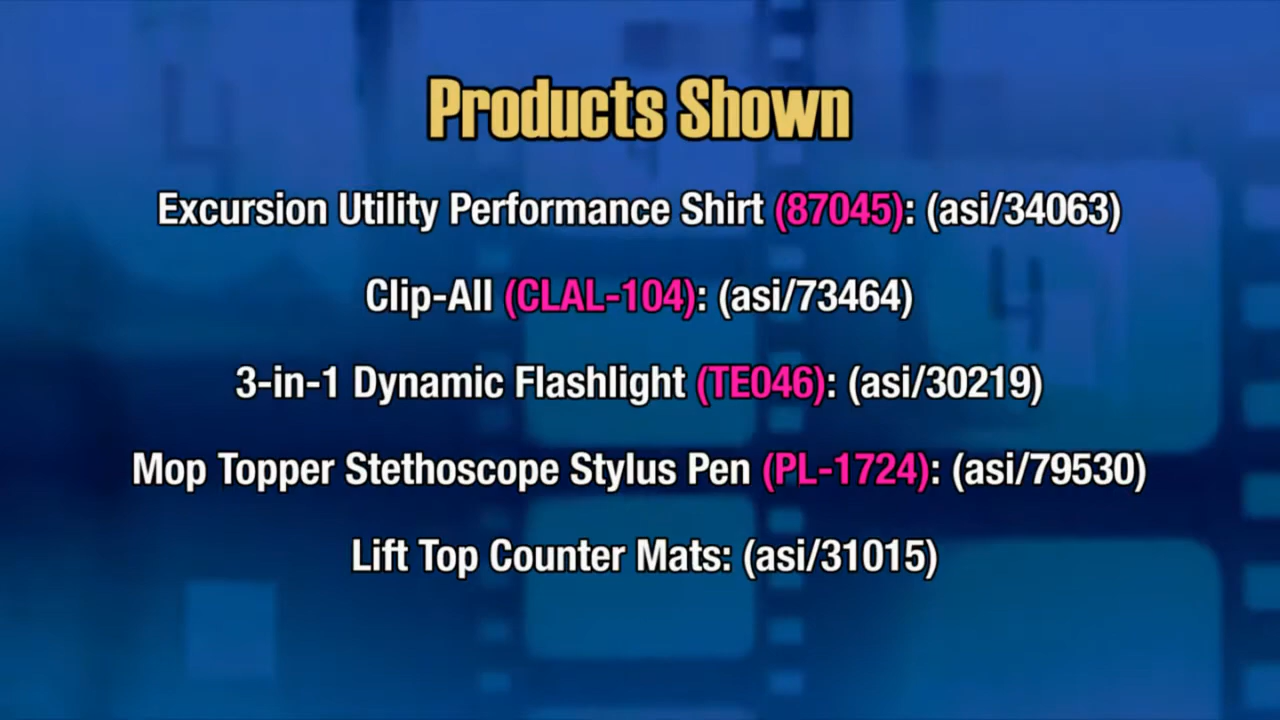 Products Shown
Excursion Utility Performance Shirt (87045): (asi/34063)
Clip-All (CLAL-104): (asi/73464)
3-in-1 Dynamic Flashlight (TE046): (asi/30219)
Mop Topper Stethoscope Stylus Pen (PL-1724): (asi/79530)
Lift Top Counter Mats: (asi/31015)